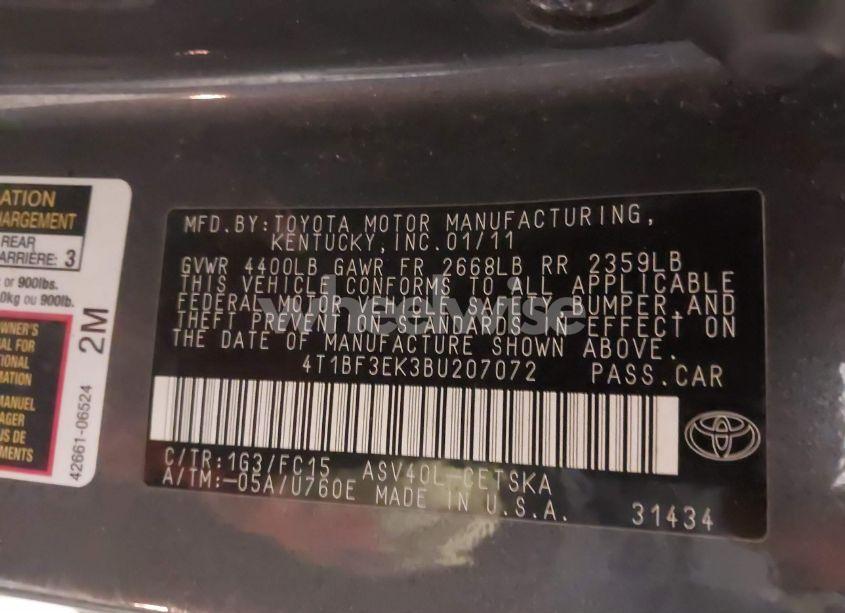 ATION
HARGEMENT
REAR
ARRIÈRE: 3
or 900lbs.
0kg ou 900lb.
WNER'S
AL FOR
TIONAL
MATION
MANUEL
AGER
US DE
EMENTS
42661-06524
2M
MFD.BY:TOYOTA MOTOR MANUFACTURING,
KENTUCKY,INC.01/11
GVWR 4400LB GAWR FR 2668LB RR 2359LB
THIS VEHICLE CONFORMS TO ALL APPLICABLE
FEDERAL MOTOR VEHICLE SAFETY,BUMPER,AND
THEFT PREVENTION STANDARDS IN EFFECT ON
THE DATE OF MANUFACTURE SHOWN ABOVE.
4T1BF3EK3BU207072 PASS.CAR
C/TR:1G3/FC15 ASV40L-CETSKA
A/TM:-05A/U760E MADE IN U.S.A.
31434
wheelwise